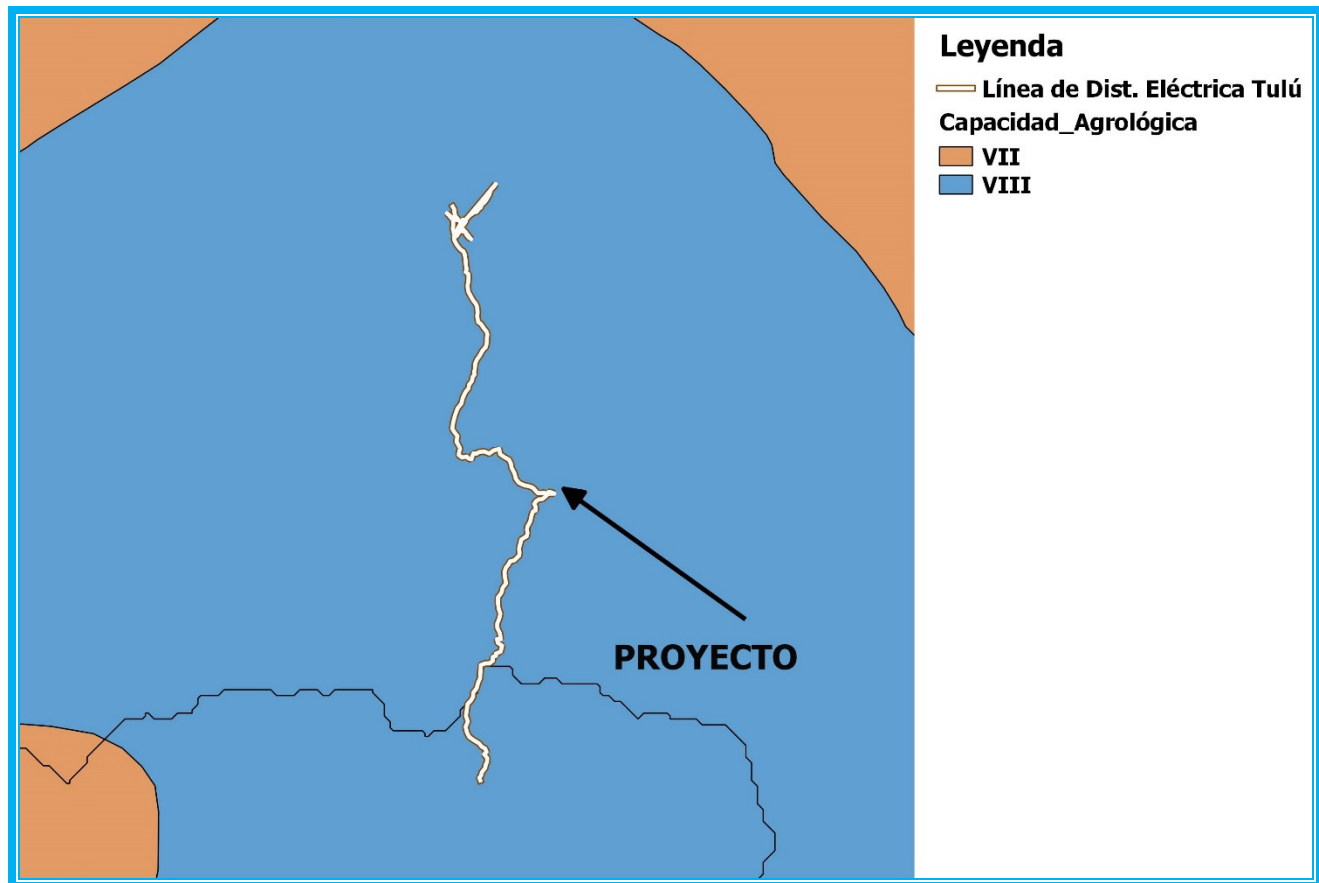 Leyenda
Línea de Dist. Eléctrica Tulú
Capacidad_Agrológica
VII
VIII
PROYECTO